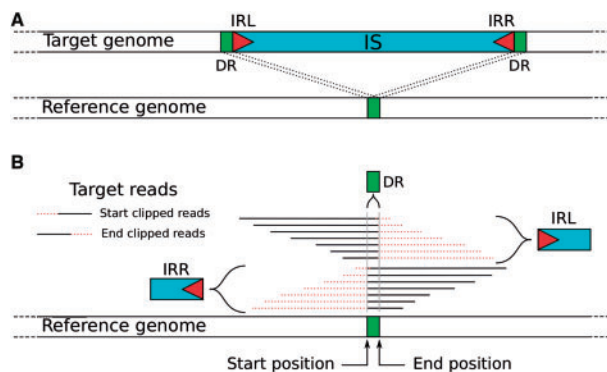 A
IRL
IRR
Target genome
IS
DR
DR
Reference genome
B
Target reads
DR
Start clipped reads
End clipped reads
IRL
IRR
Reference genome
Start position
End position